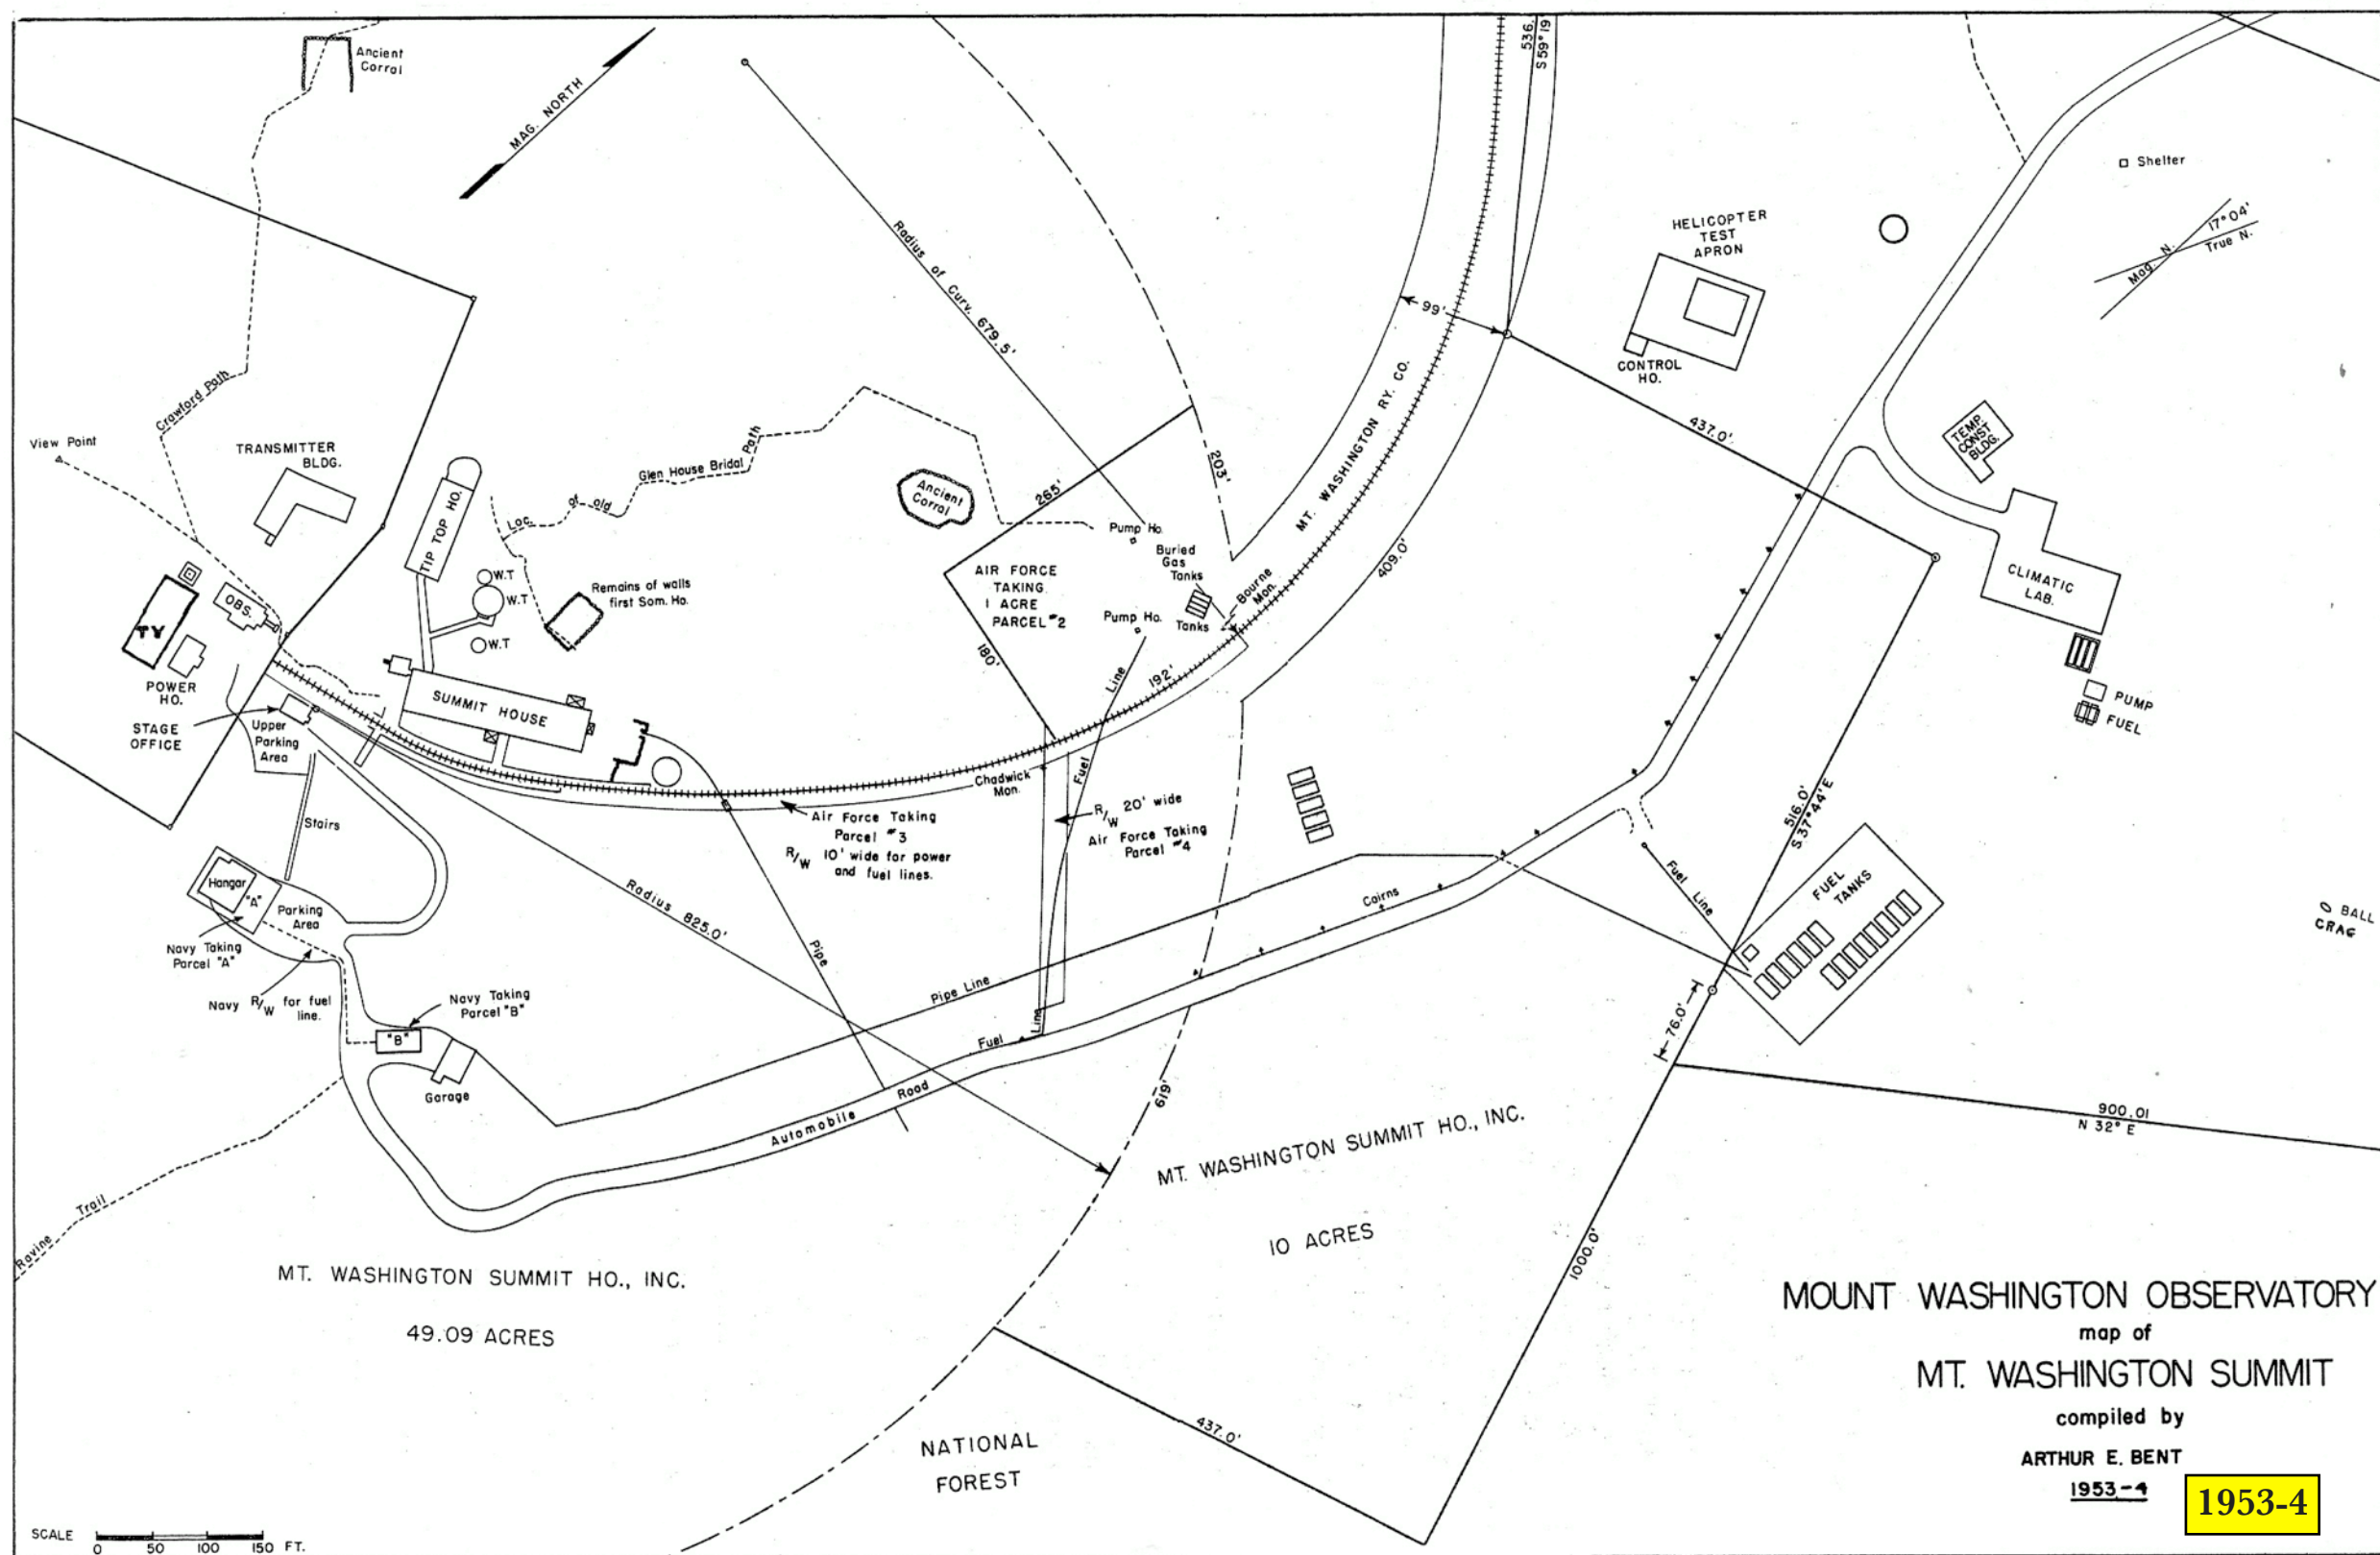 Ancient
Corral
MAG. NORTH
536.
S 59° 19
Shelter
HELICOPTER
TEST
APRON
17° 04'
Mag. N.
True N.
Radius of Curv. 679.5'
99'
CONTROL
HO.
Crawford Path
MT. WASHINGTON RY. CO.
437.0'
TEMP.
CONST
BLDG.
View Point
TRANSMITTER
BLDG.
Glen House Bridal Path
Loc. of old
203'
265'
Ancient
Corral
TIP TOP HO.
Pump Ho.
Buried
Gas
Tanks
409.0'
AIR FORCE
TAKING
1 ACRE
PARCEL #2
Bourne
Mon.
CLIMATIC
LAB.
W.T
W.T
W.T
Remains of walls
first Som. Ho.
OBS.
TV
Pump Ho.
Tanks
180'
192'
Line
POWER
HO.
SUMMIT HOUSE
PUMP
FUEL
STAGE
OFFICE
Upper
Parking
Area
Chadwick
Mon.
Fuel
R/W 20' wide
Air Force Taking
Parcel #4
Air Force Taking
Parcel #3
R/W 10' wide for power
and fuel lines.
516.0'
S 37° 44' E
Stairs
Fuel Line
FUEL
TANKS
Hangar
"A"
Parking
Area
Radius 825.0'
Cairns
BALL
CRAG
Navy Taking
Parcel "A"
Pipe
Navy R/W for fuel
line.
Navy Taking
Parcel "B"
Pipe Line
"B"
Fuel
Line
76.0'
Garage
Automobile Road
619'
900.01
N 32° E
MT. WASHINGTON SUMMIT HO., INC.
10 ACRES
Ravine Trail
1000.0'
MT. WASHINGTON SUMMIT HO., INC.
49.09 ACRES
437.0'
NATIONAL
FOREST
MOUNT WASHINGTON OBSERVATORY
map of
MT. WASHINGTON SUMMIT
compiled by
ARTHUR E. BENT
1953-4
1953-4
SCALE
0 50 100 150 FT.